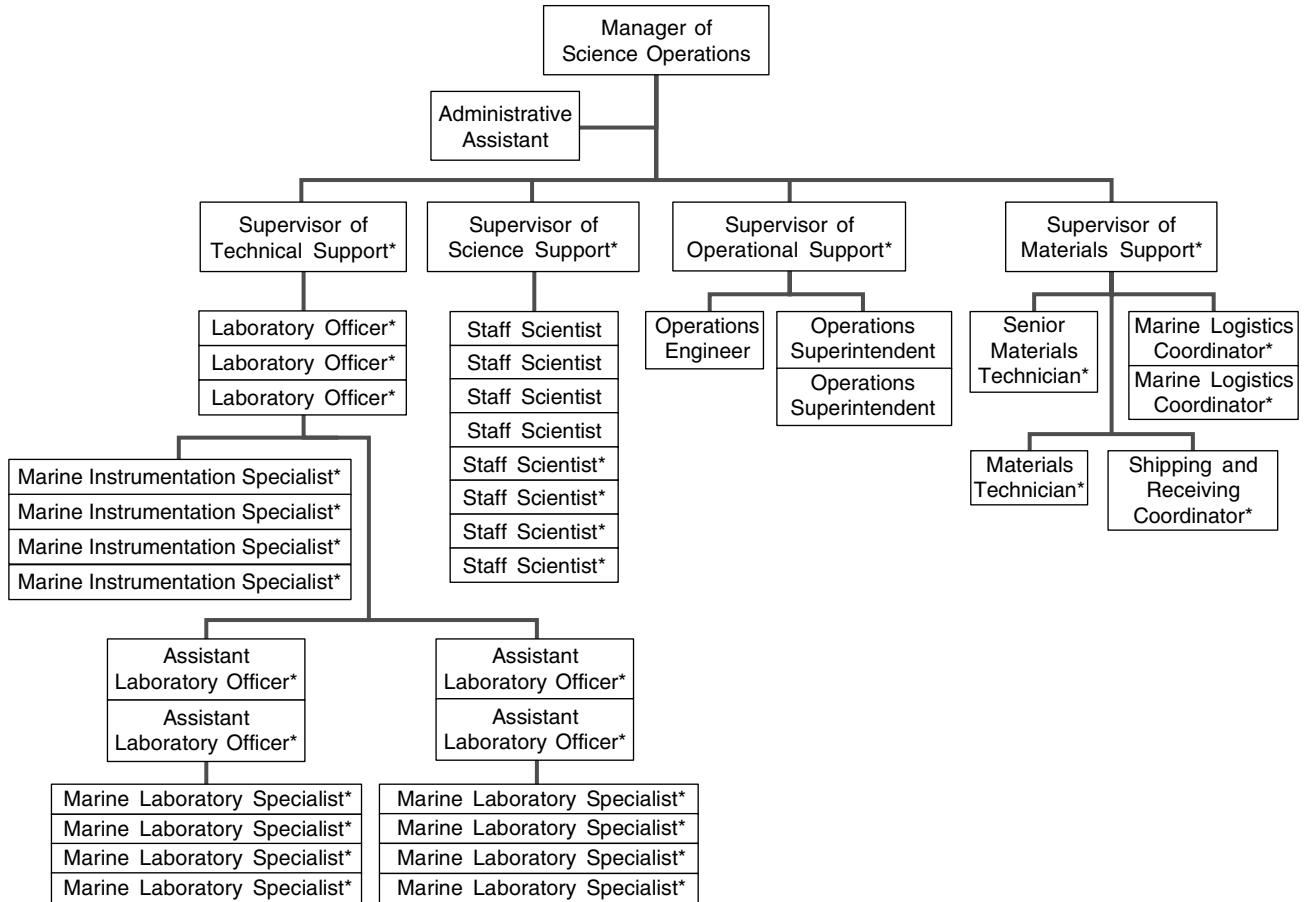 Manager of
Science Operations
Administrative
Assistant
Supervisor of
Technical Support*
Supervisor of
Science Support*
Supervisor of
Operational Support*
Supervisor of
Materials Support*
Laboratory Officer*
Laboratory Officer*
Laboratory Officer*
Marine Instrumentation Specialist*
Marine Instrumentation Specialist*
Marine Instrumentation Specialist*
Marine Instrumentation Specialist*
Assistant
Laboratory Officer*
Assistant
Laboratory Officer*
Marine Laboratory Specialist*
Marine Laboratory Specialist*
Marine Laboratory Specialist*
Marine Laboratory Specialist*
Assistant
Laboratory Officer*
Assistant
Laboratory Officer*
Marine Laboratory Specialist*
Marine Laboratory Specialist*
Marine Laboratory Specialist*
Marine Laboratory Specialist*
Staff Scientist
Staff Scientist
Staff Scientist
Staff Scientist
Staff Scientist*
Staff Scientist*
Staff Scientist*
Staff Scientist*
Operations
Engineer
Operations
Superintendent
Operations
Superintendent
Senior
Materials
Technician*
Marine Logistics
Coordinator*
Marine Logistics
Coordinator*
Materials
Technician*
Shipping and
Receiving
Coordinator*